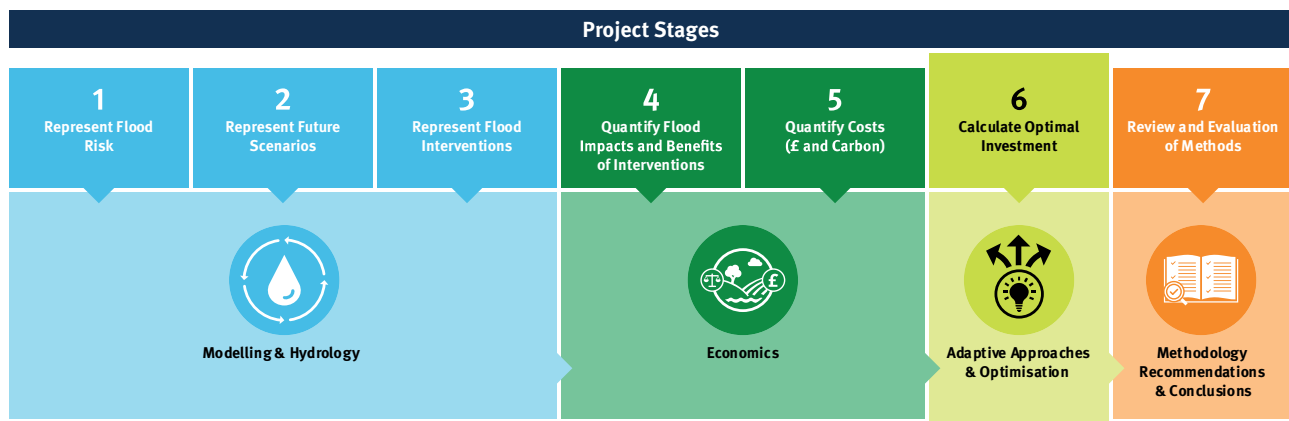 Project Stages
1
Represent Flood
Risk
2
Represent Future
Scenarios
3
Represent Flood
Interventions
4
Quantify Flood
Impacts and Benefits
of Interventions
5
Quantify Costs
(£ and Carbon)
6
Calculate Optimal
Investment
7
Review and Evaluation
of Methods
Modelling & Hydrology
£
Economics
Adaptive Approaches
& Optimisation
Methodology
Recommendations
& Conclusions